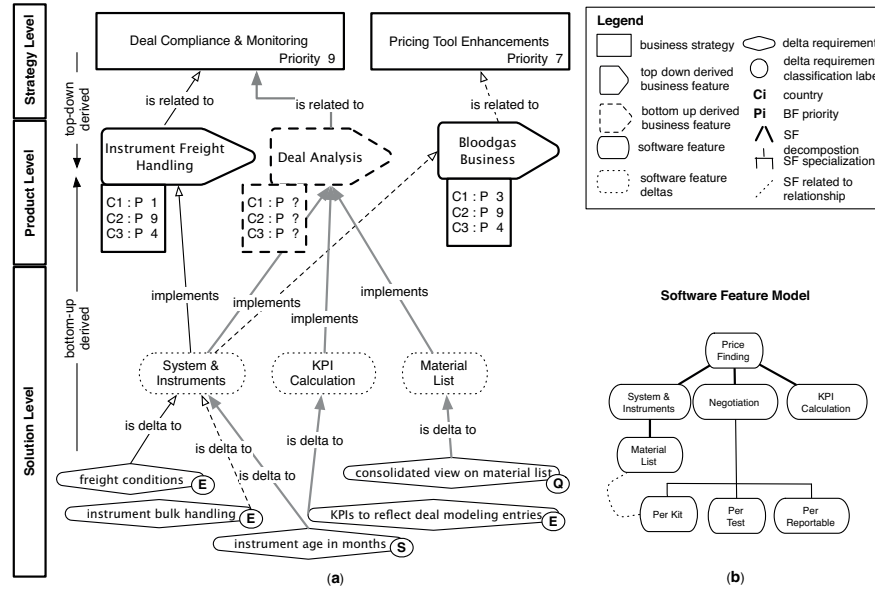 Strategy Level
Product Level
Solution Level
top-down
derived
bottom-up
derived
Deal Compliance & Monitoring
Priority 9
Pricing Tool Enhancements
Priority 7
is related to
is related to
is related to
Instrument Freight
Handling
Deal Analysis
Bloodgas
Business
C1 : P 1
C2 : P 9
C3 : P 4
C1 : P ?
C2 : P ?
C3 : P ?
C1 : P 3
C2 : P 9
C3 : P 4
implements
implements
implements
implements
System &
Instruments
KPI
Calculation
Material
List
is delta to
is delta to
is delta to
is delta to
freight conditions
E
instrument bulk handling
E
instrument age in months
S
consolidated view on material list
Q
KPIs to reflect deal modeling entries
E
(a)
Legend
business strategy
top down derived
business feature
bottom up derived
business feature
software feature
software feature
deltas
delta requirement
delta requirement
classification label
Ci country
Pi BF priority
SF
decompostion
SF specialization
SF related to
relationship
Software Feature Model
Price
Finding
System &
Instruments
Negotiation
KPI
Calculation
Material
List
Per Kit
Per
Test
Per
Reportable
(b)